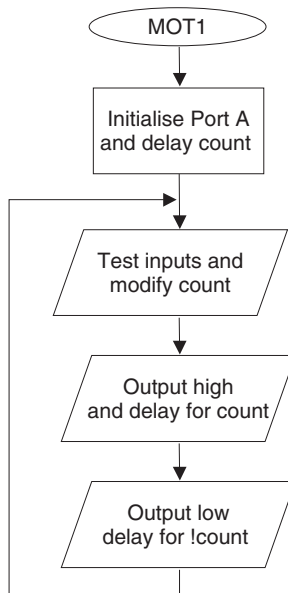 MOT1
Initialise Port A
and delay count
Test inputs and
modify count
Output high
and delay for count
Output low
delay for !count